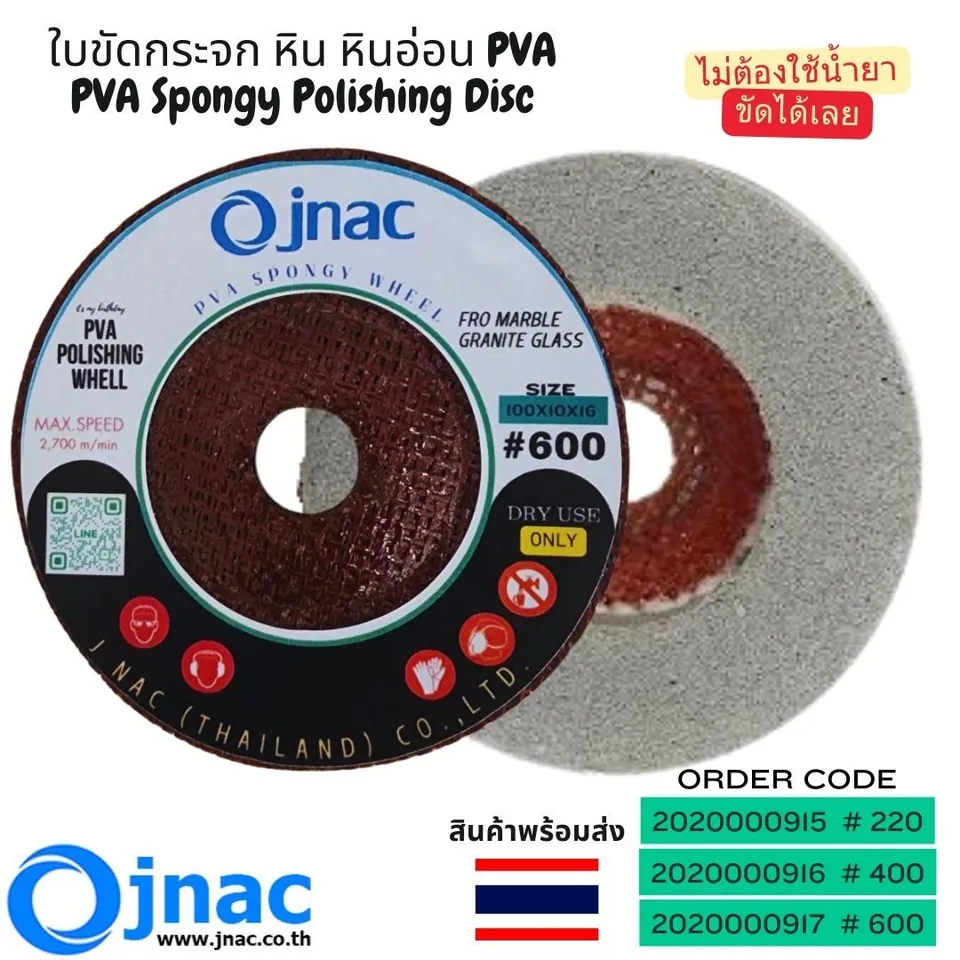 ใบขัดกระจก หิน หินอ่อน PVA
PVA Spongy Polishing Disc
ไม่ต้องใช้น้ำยา
ขัดได้เลย
jnac
PVA SPONGY WHEEL
It's my birthday
PVA
POLISHING
WHELL
MAX.SPEED
2,700 m/min
LINE
FRO MARBLE
GRANITE GLASS
SIZE
100X10X16
#600
DRY USE
ONLY
J NAC (THAILAND) CO.,LTD.
ORDER CODE
2020000915 # 220
2020000916 # 400
2020000917 # 600
สินค้าพร้อมส่ง
jnac
www.jnac.co.th